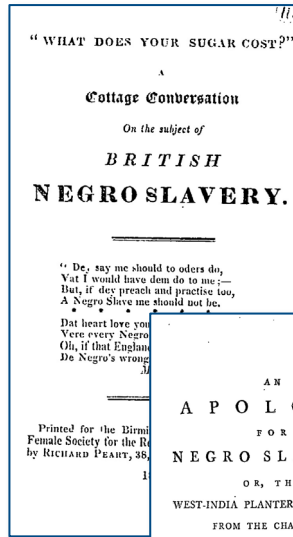 “ WHAT DOES YOUR SUGAR COST?”
A
Cottage Conversation
On the subject of
BRITISH
NEGRO SLAVERY.
“ De, say me should to oders do,
Vat I would have dem do to me ;—
But, if dey preach and practise too,
A Negro Slave me should not be.
* * * * * *
Dat heart love you
Vere every Negro
Oh, if that Englan
De Negro's wrong
M
Printed for the Birmi
Female Society for the Re
by RICHARD PEART, 38,
18
AN
APOLO
FOR
NEGRO SL
OR, TH
WEST-INDIA PLANTER
FROM THE CHA